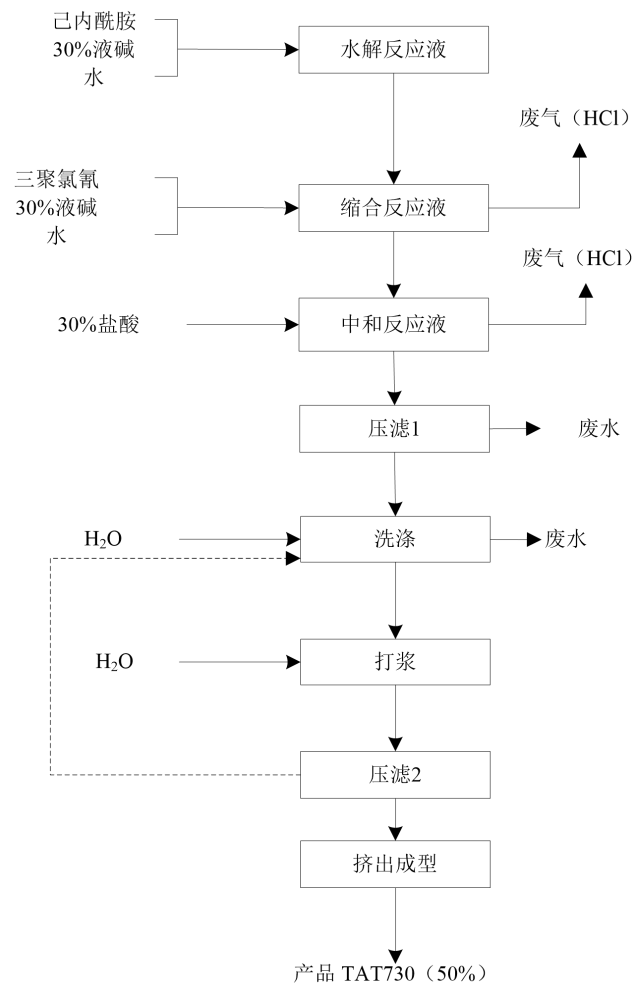 己内酰胺
30%液碱
水
水解反应液
废气（HCl）
三聚氯氰
30%液碱
水
缩合反应液
废气（HCl）
30%盐酸
中和反应液
压滤1
废水
H₂O
洗涤
废水
H₂O
打浆
压滤2
挤出成型
产品 TAT730（50%）